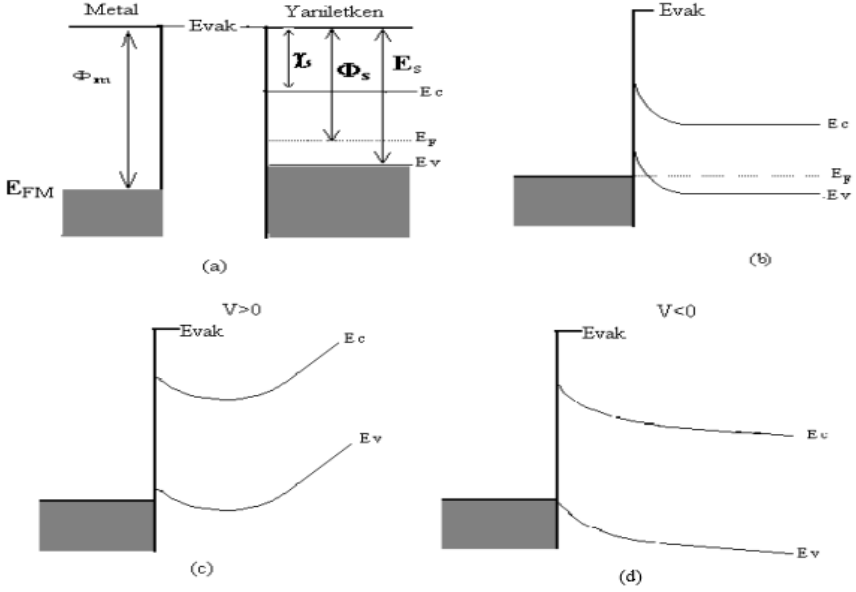 Metal
Evak
Yarıiletken
Φm
χs
Φs
Es
Ec
EF
Ev
EFM
(a)
Evak
Ec
EF
Ev
(b)
V>0
Evak
Ec
Ev
(c)
V<0
Evak
Ec
Ev
(d)